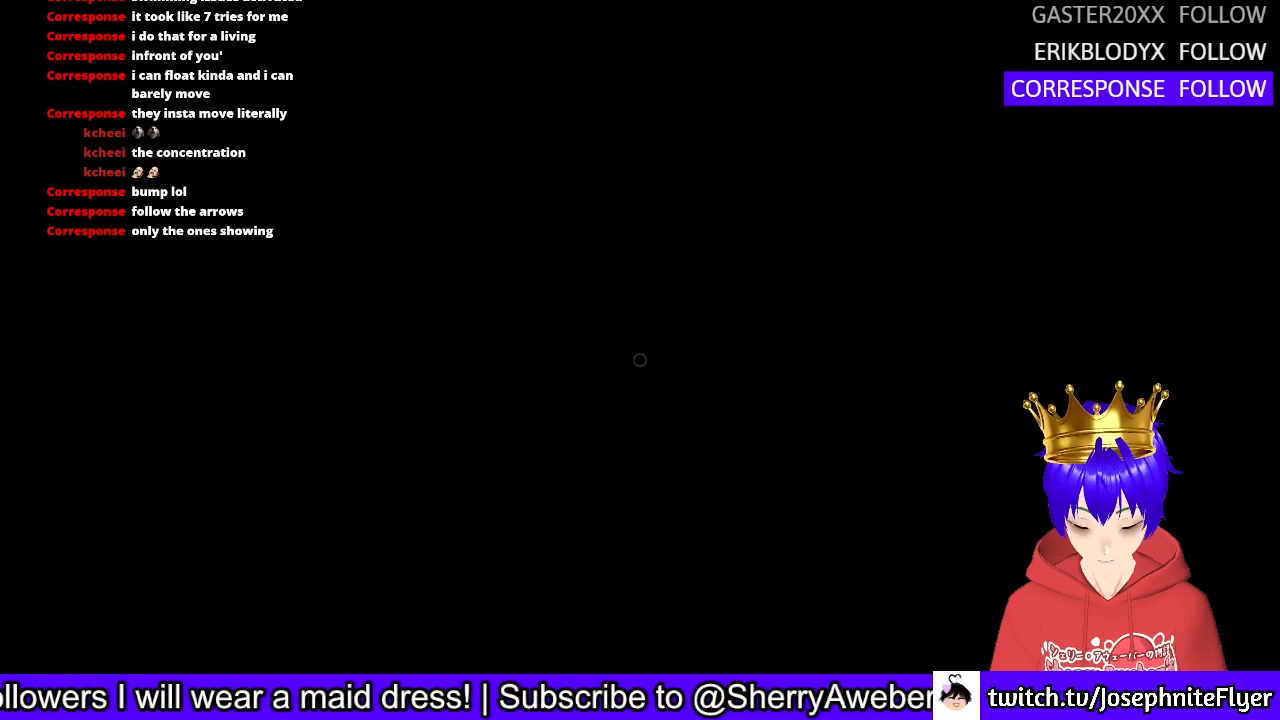 Corresponse it took like 7 tries for me
Corresponse i do that for a living
Corresponse infront of you'
Corresponse i can float kinda and i can
barely move
Corresponse they insta move literally
kcheei
kcheei the concentration
kcheei
Corresponse bump lol
Corresponse follow the arrows
Corresponse only the ones showing
GASTER20XX FOLLOW
ERIKBLODYX FOLLOW
CORRESPONSE FOLLOW
ollowers I will wear a maid dress! | Subscribe to @SherryAweber
twitch.tv/JosephniteFlyer